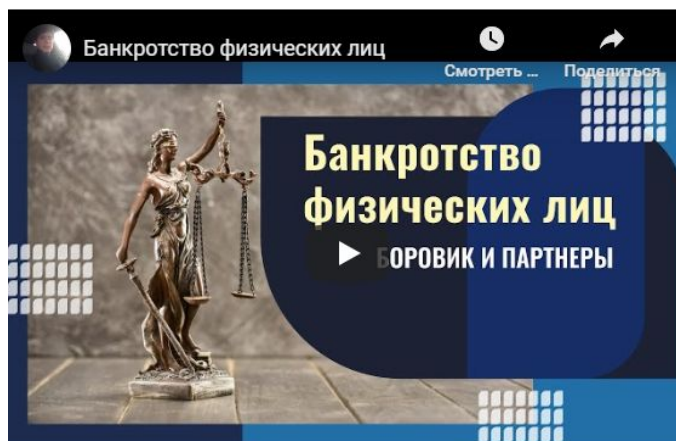 Банкротство физических лиц
Смотреть ...
Поделиться
Банкротство
физических лиц
БОРОВИК И ПАРТНЕРЫ